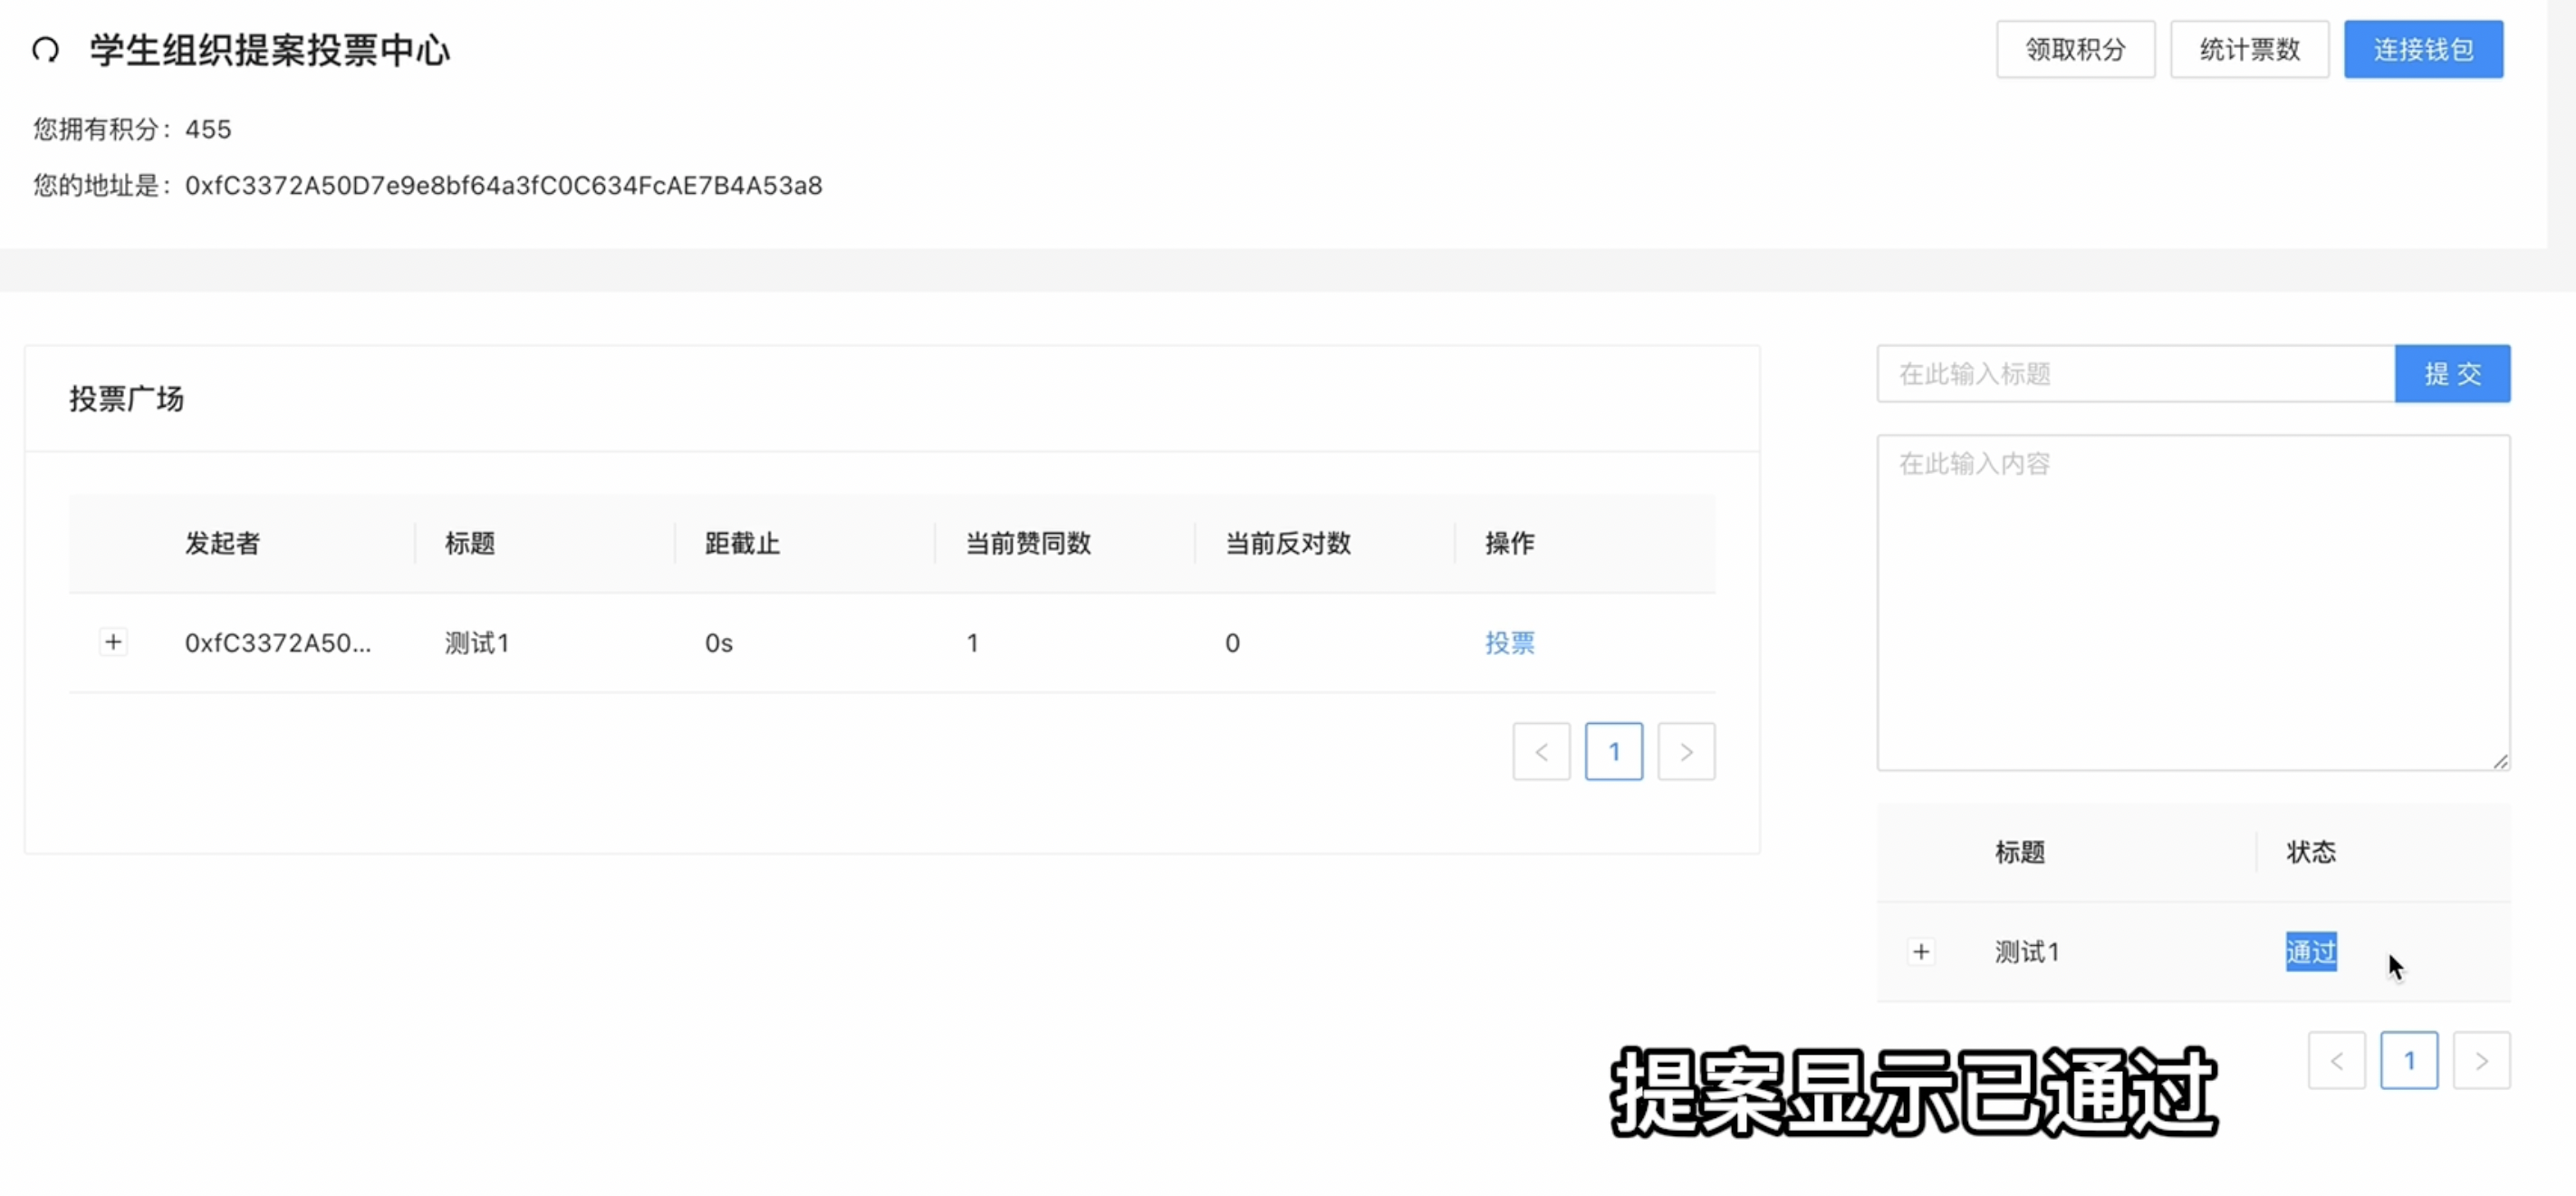 学生组织提案投票中心
领取积分 统计票数 连接钱包
您拥有积分：455
您的地址是：0xfC3372A50D7e9e8bf64a3fC0C634FcAE7B4A53a8
投票广场
发起者 标题 距截止 当前赞同数 当前反对数 操作
0xfC3372A50... 测试1 0s 1 0 投票
< 1 >
在此输入标题 提交
在此输入内容
标题 状态
测试1 通过
< 1 >
提案显示已通过